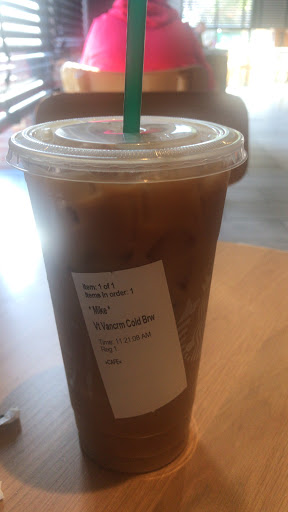 Item: 1 of 1
Items in order: 1
*Mike*
Vt Vancrm Cold Brw
Time: 11:21:08 AM
Reg 1
>CAFE<